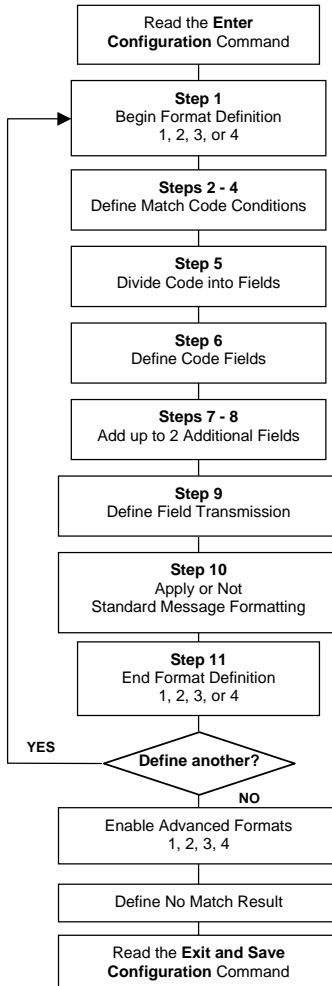 Read the Enter
Configuration Command
Step 1
Begin Format Definition
1, 2, 3, or 4
Steps 2 - 4
Define Match Code Conditions
Step 5
Divide Code into Fields
Step 6
Define Code Fields
Steps 7 - 8
Add up to 2 Additional Fields
Step 9
Define Field Transmission
Step 10
Apply or Not
Standard Message Formatting
Step 11
End Format Definition
1, 2, 3, or 4
YES
Define another?
NO
Enable Advanced Formats
1, 2, 3, 4
Define No Match Result
Read the Exit and Save
Configuration Command